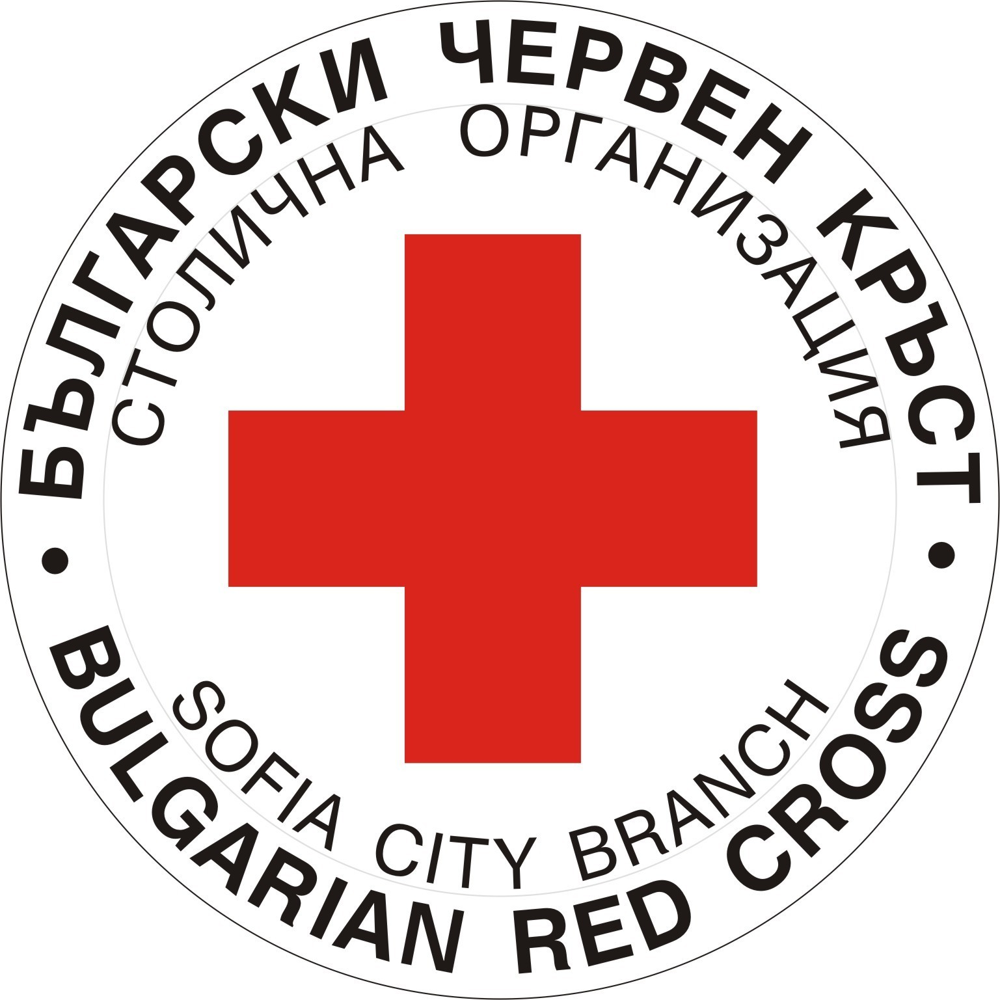 БЪЛГАРСКИ ЧЕРВЕН КРЪСТ
СТОЛИЧНА ОРГАНИЗАЦИЯ
SOFIA CITY BRANCH
• BULGARIAN RED CROSS •